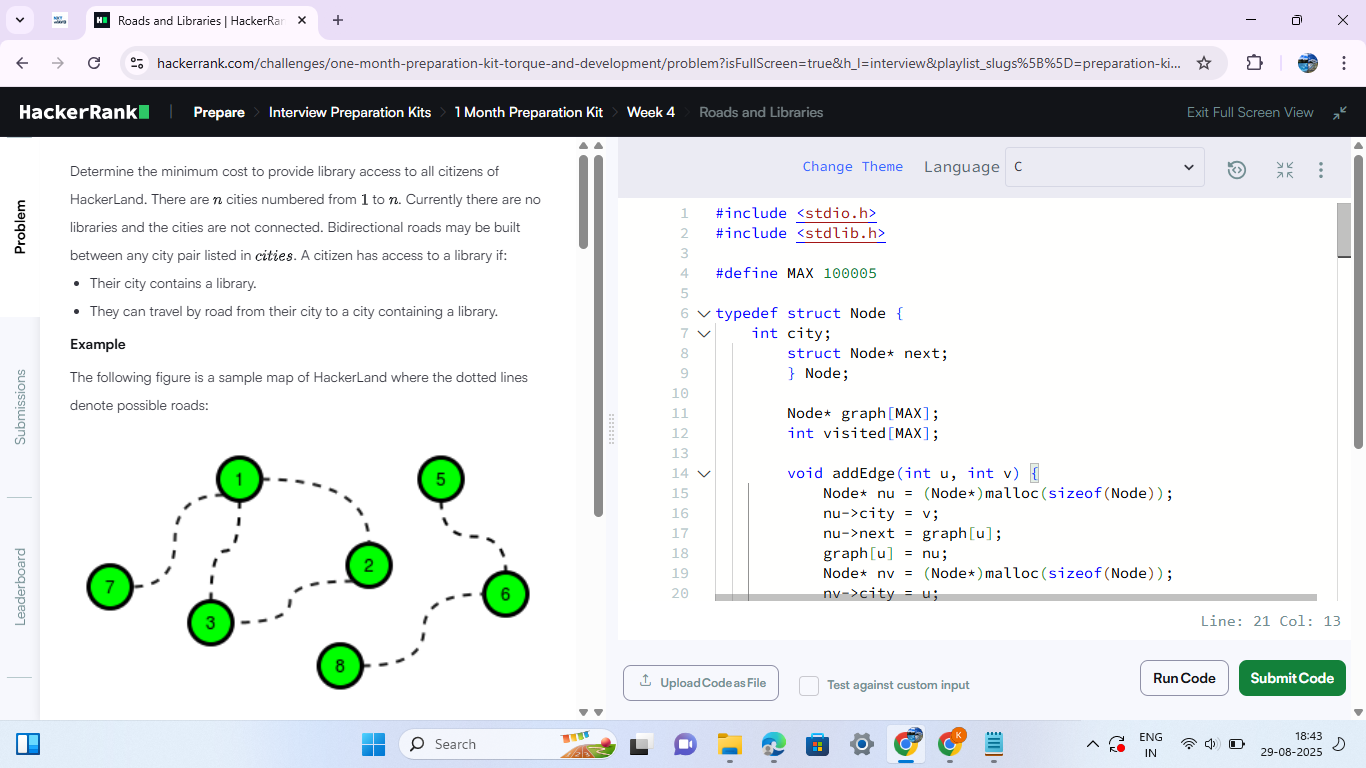 Roads and Libraries | HackerRan
hackerrank.com/challenges/one-month-preparation-kit-torque-and-development/problem?isFullScreen=true&h_l=interview&playlist_slugs%5B%5D=preparation-ki...
HackerRank
Prepare
Interview Preparation Kits
1 Month Preparation Kit
Week 4
Roads and Libraries
Exit Full Screen View
Problem
Submissions
Leaderboard
Determine the minimum cost to provide library access to all citizens of
HackerLand. There are n cities numbered from 1 to n. Currently there are no
libraries and the cities are not connected. Bidirectional roads may be built
between any city pair listed in cities. A citizen has access to a library if:
• Their city contains a library.
• They can travel by road from their city to a city containing a library.
Example
The following figure is a sample map of HackerLand where the dotted lines
denote possible roads:
1
5
2
7
6
3
8
Change Theme
Language
C
1 #include <stdio.h>
2 #include <stdlib.h>
3
4 #define MAX 100005
5
6 typedef struct Node {
7 int city;
8 struct Node* next;
9 } Node;
10
11 Node* graph[MAX];
12 int visited[MAX];
13
14 void addEdge(int u, int v) {
15 Node* nu = (Node*)malloc(sizeof(Node));
16 nu->city = v;
17 nu->next = graph[u];
18 graph[u] = nu;
19 Node* nv = (Node*)malloc(sizeof(Node));
20 nv->city = u;
Line: 21 Col: 13
Upload Code as File
Test against custom input
Run Code
Submit Code
Search
ENG
IN
18:43
29-08-2025